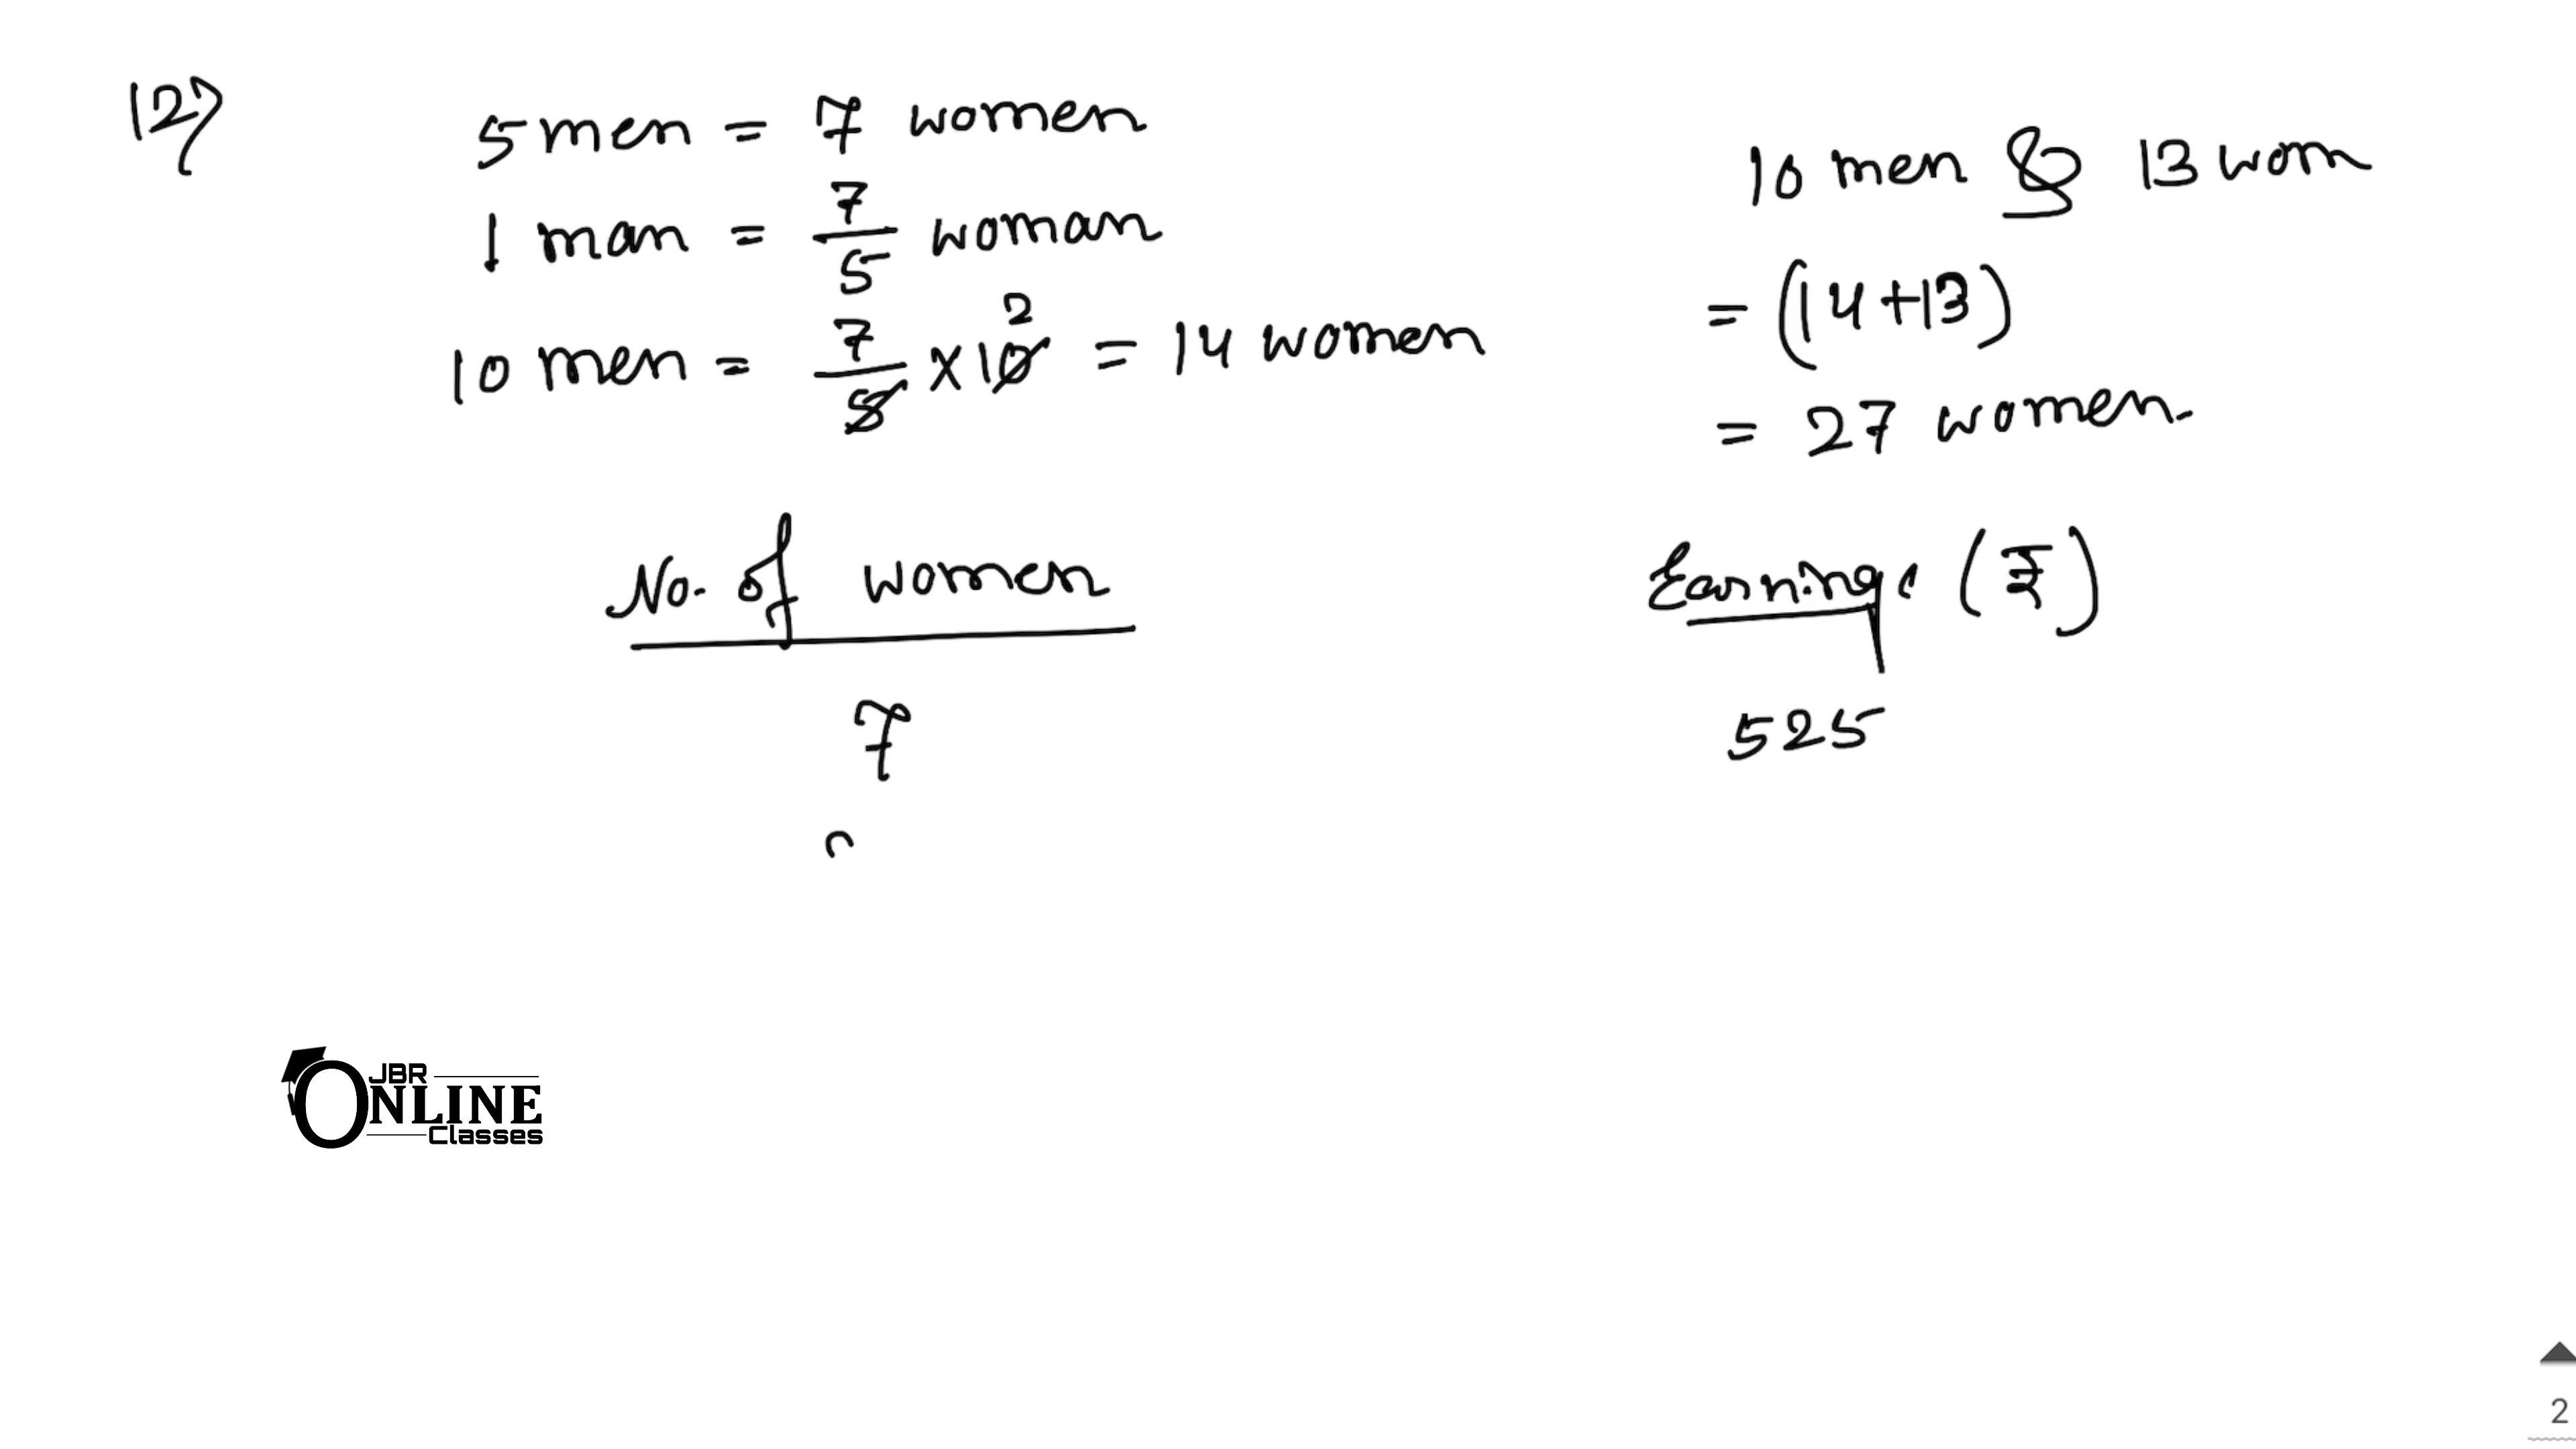 12)
5 men = 7 women
1 man = 7/5 woman
10 men = 7/5 × 10 2 = 14 women
10 men & 13 wom
= (14+13)
= 27 women.
No. of women
Earnings (₹)
7
525
JBR
ONLINE
Classes
2